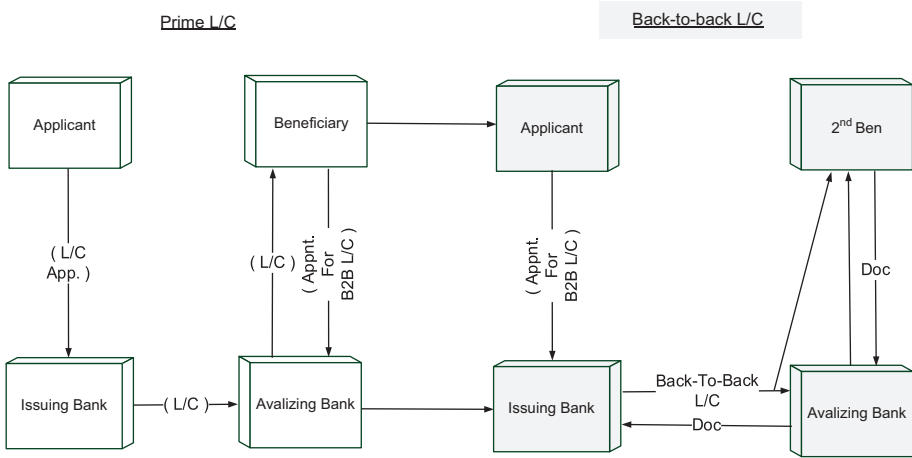 Prime L/C
Back-to-back L/C
Applicant
Beneficiary
Applicant
2nd Ben
( L/C
App. )
( L/C )
( Appnt.
For
B2B L/C )
( Appnt.
For
B2B L/C )
Doc
Issuing Bank
( L/C )
Avalizing Bank
Issuing Bank
Back-To-Back
L/C
Doc
Avalizing Bank